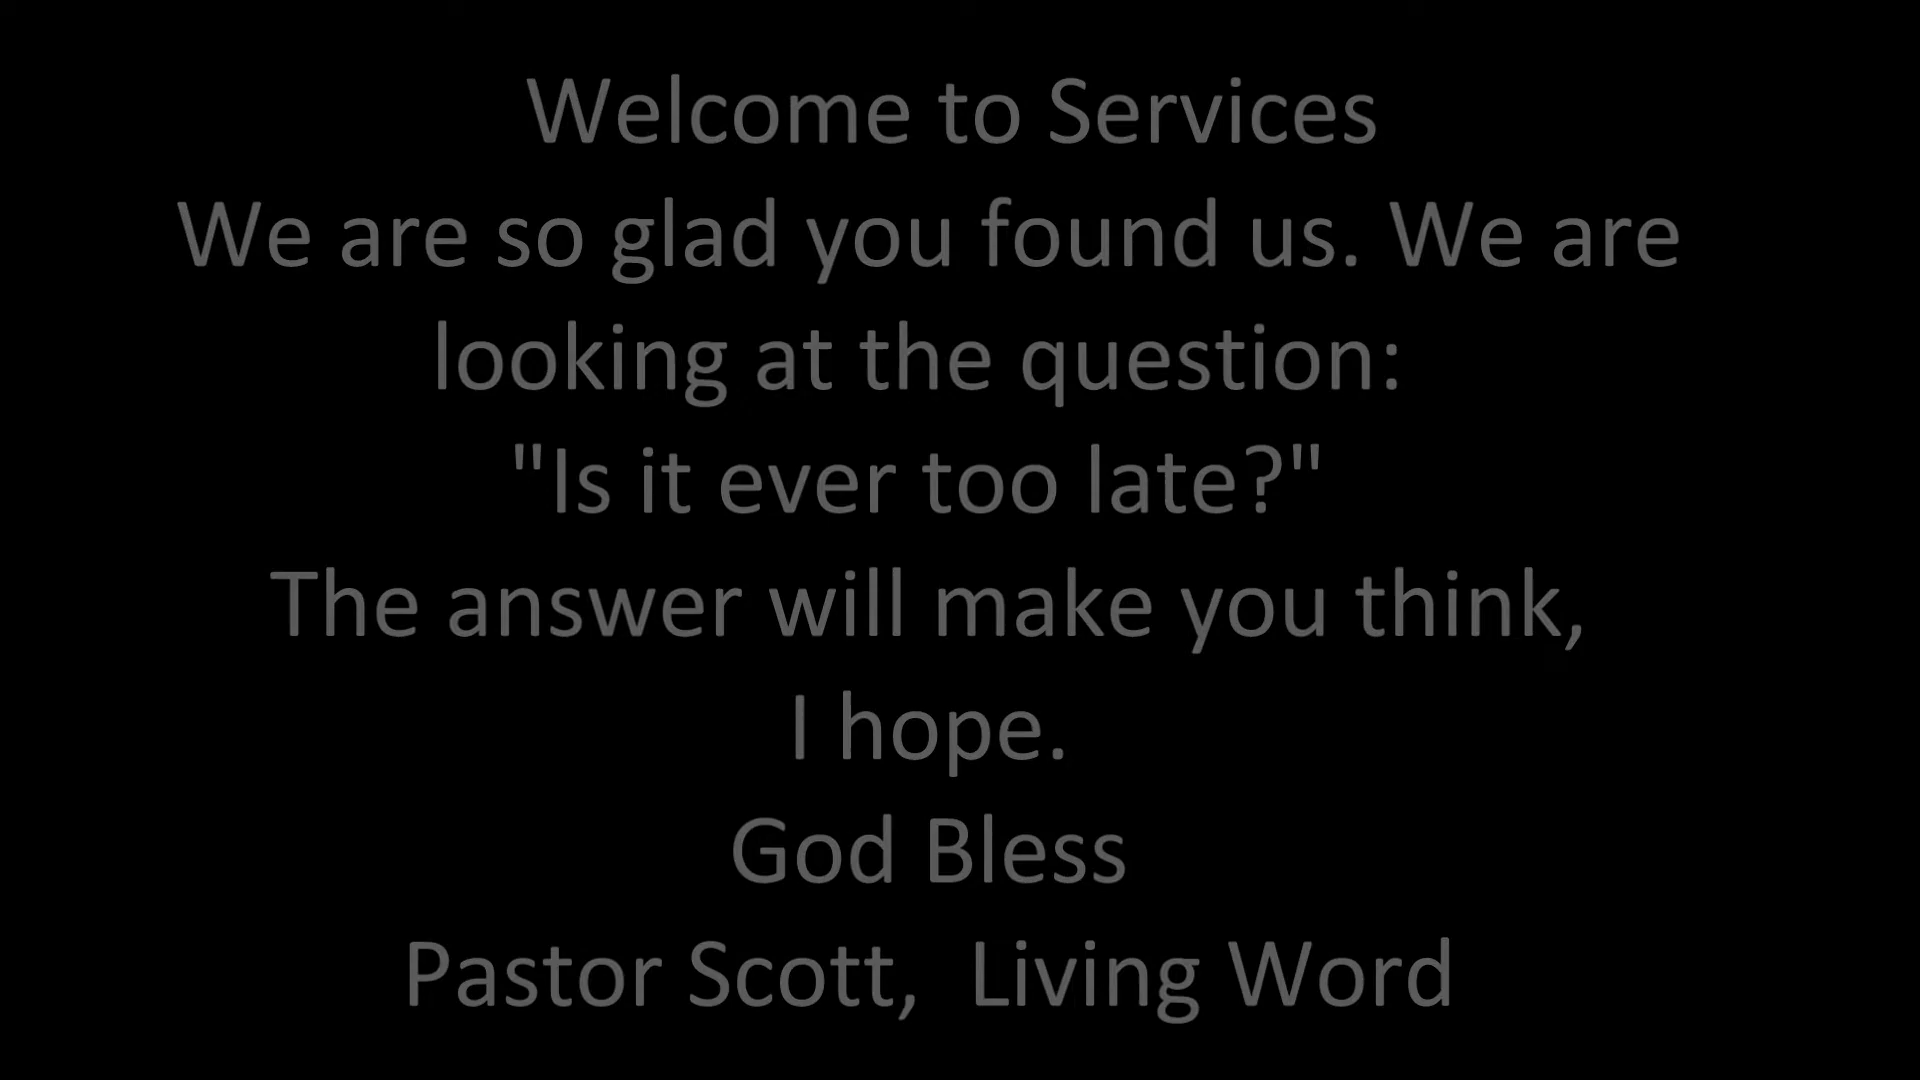 Welcome to Services
We are so glad you found us. We are
looking at the question:
"Is it ever too late?"
The answer will make you think,
I hope.
God Bless
Pastor Scott,  Living Word